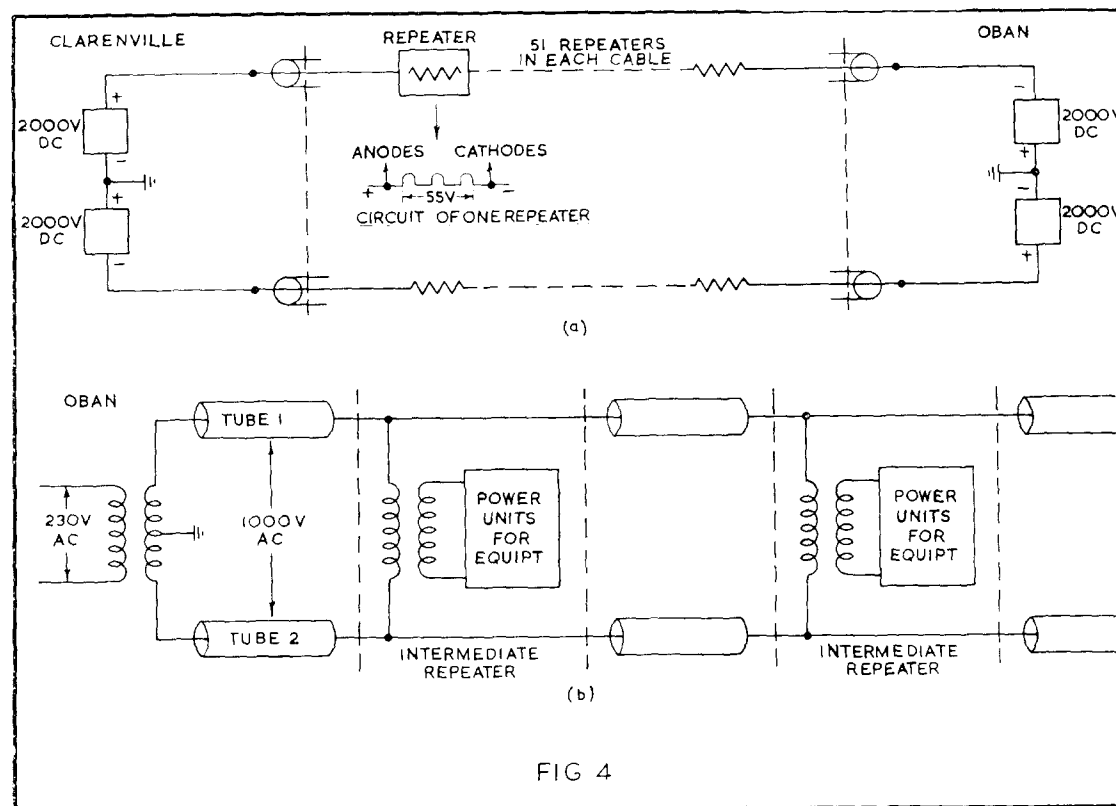 CLARENVILLE
REPEATER
51 REPEATERS
IN EACH CABLE
OBAN
+
-
2000V
DC
-
2000V
DC
+
ANODES
CATHODES
+
55V
-
CIRCUIT OF ONE REPEATER
+
-
2000V
DC
-
2000V
DC
+
(a)
OBAN
TUBE 1
230V
AC
1000V
AC
POWER
UNITS
FOR
EQUIPT
POWER
UNITS
FOR
EQUIPT
TUBE 2
INTERMEDIATE
REPEATER
INTERMEDIATE
REPEATER
(b)
FIG 4